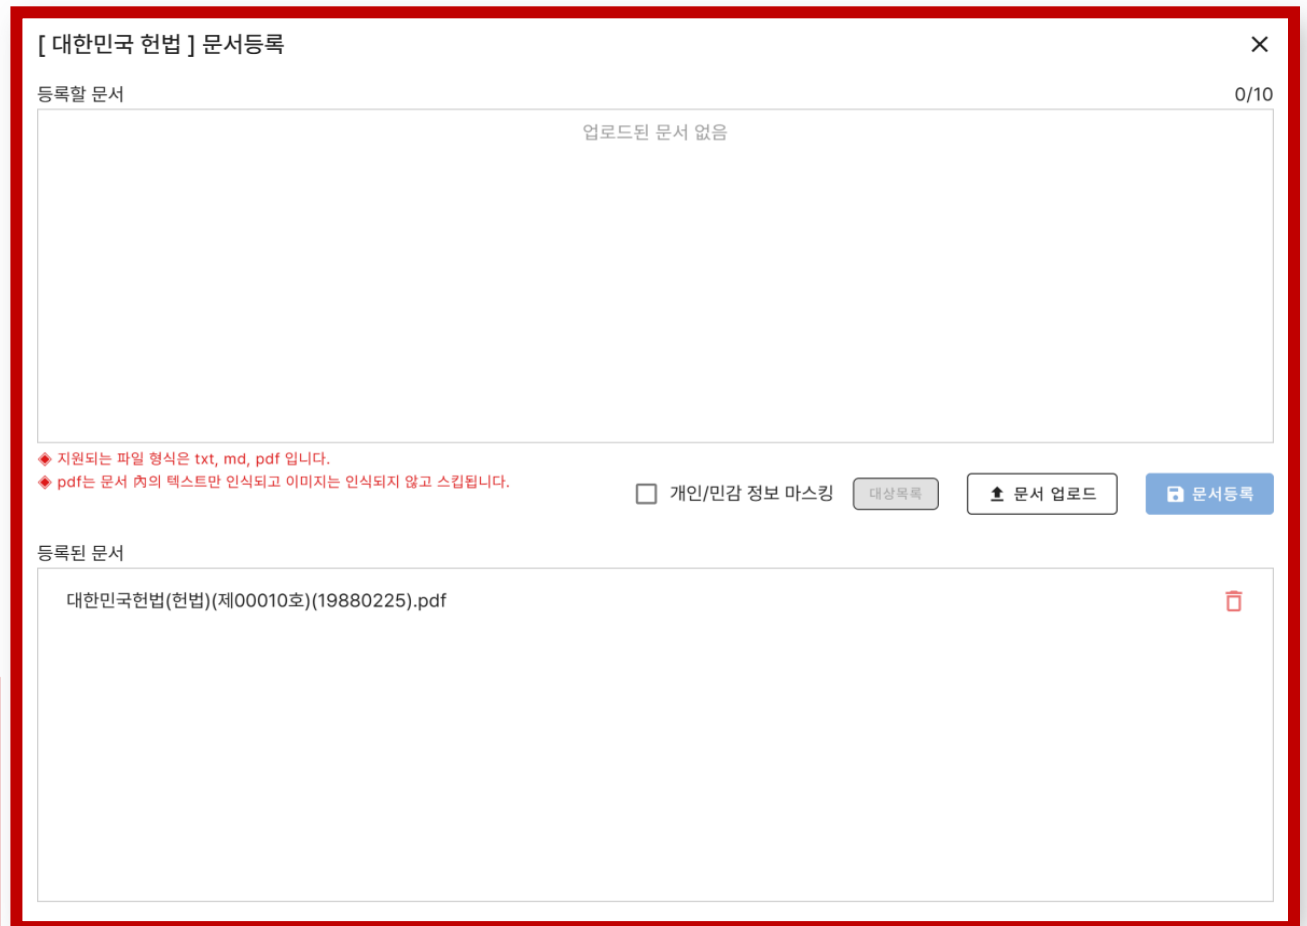 [ 대한민국 헌법 ] 문서등록
등록할 문서 0/10
업로드된 문서 없음
◈ 지원되는 파일 형식은 txt, md, pdf 입니다.
◈ pdf는 문서 內의 텍스트만 인식되고 이미지는 인식되지 않고 스킵됩니다.
개인/민감 정보 마스킹 대상목록 문서 업로드 문서등록
등록된 문서
대한민국헌법(헌법)(제00010호)(19880225).pdf